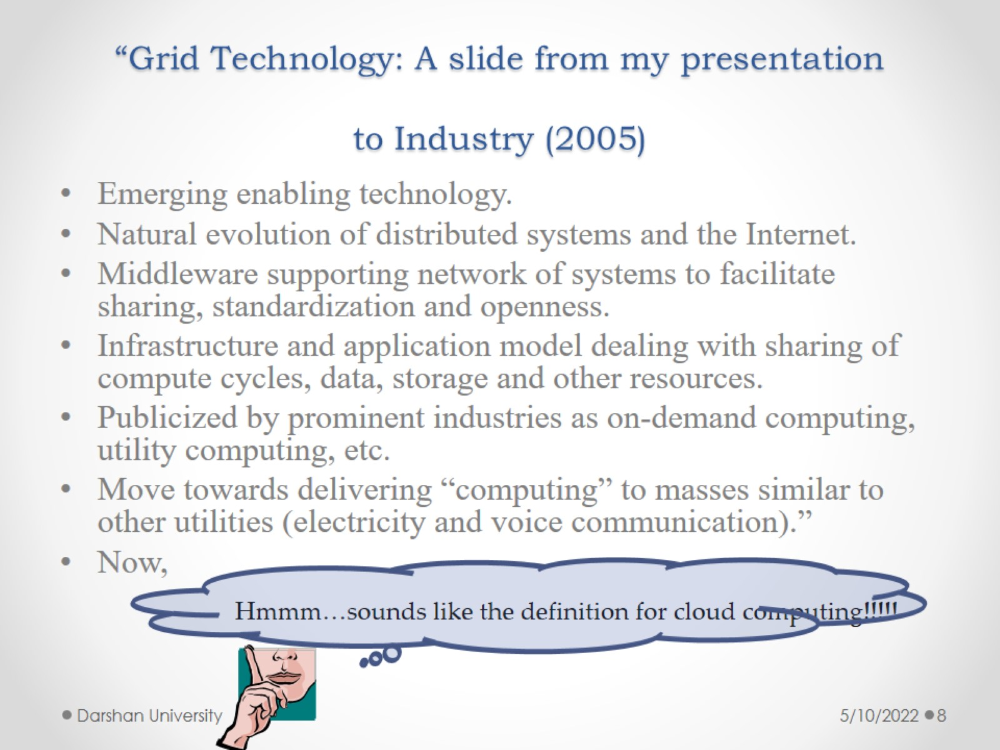 “Grid Technology: A slide from my presentation
to Industry (2005)
• Emerging enabling technology.
• Natural evolution of distributed systems and the Internet.
• Middleware supporting network of systems to facilitate
sharing, standardization and openness.
• Infrastructure and application model dealing with sharing of
compute cycles, data, storage and other resources.
• Publicized by prominent industries as on-demand computing,
utility computing, etc.
• Move towards delivering “computing” to masses similar to
other utilities (electricity and voice communication).”
• Now,
Hmmm…sounds like the definition for cloud computing!!!!!
● Darshan University
5/10/2022 ● 8